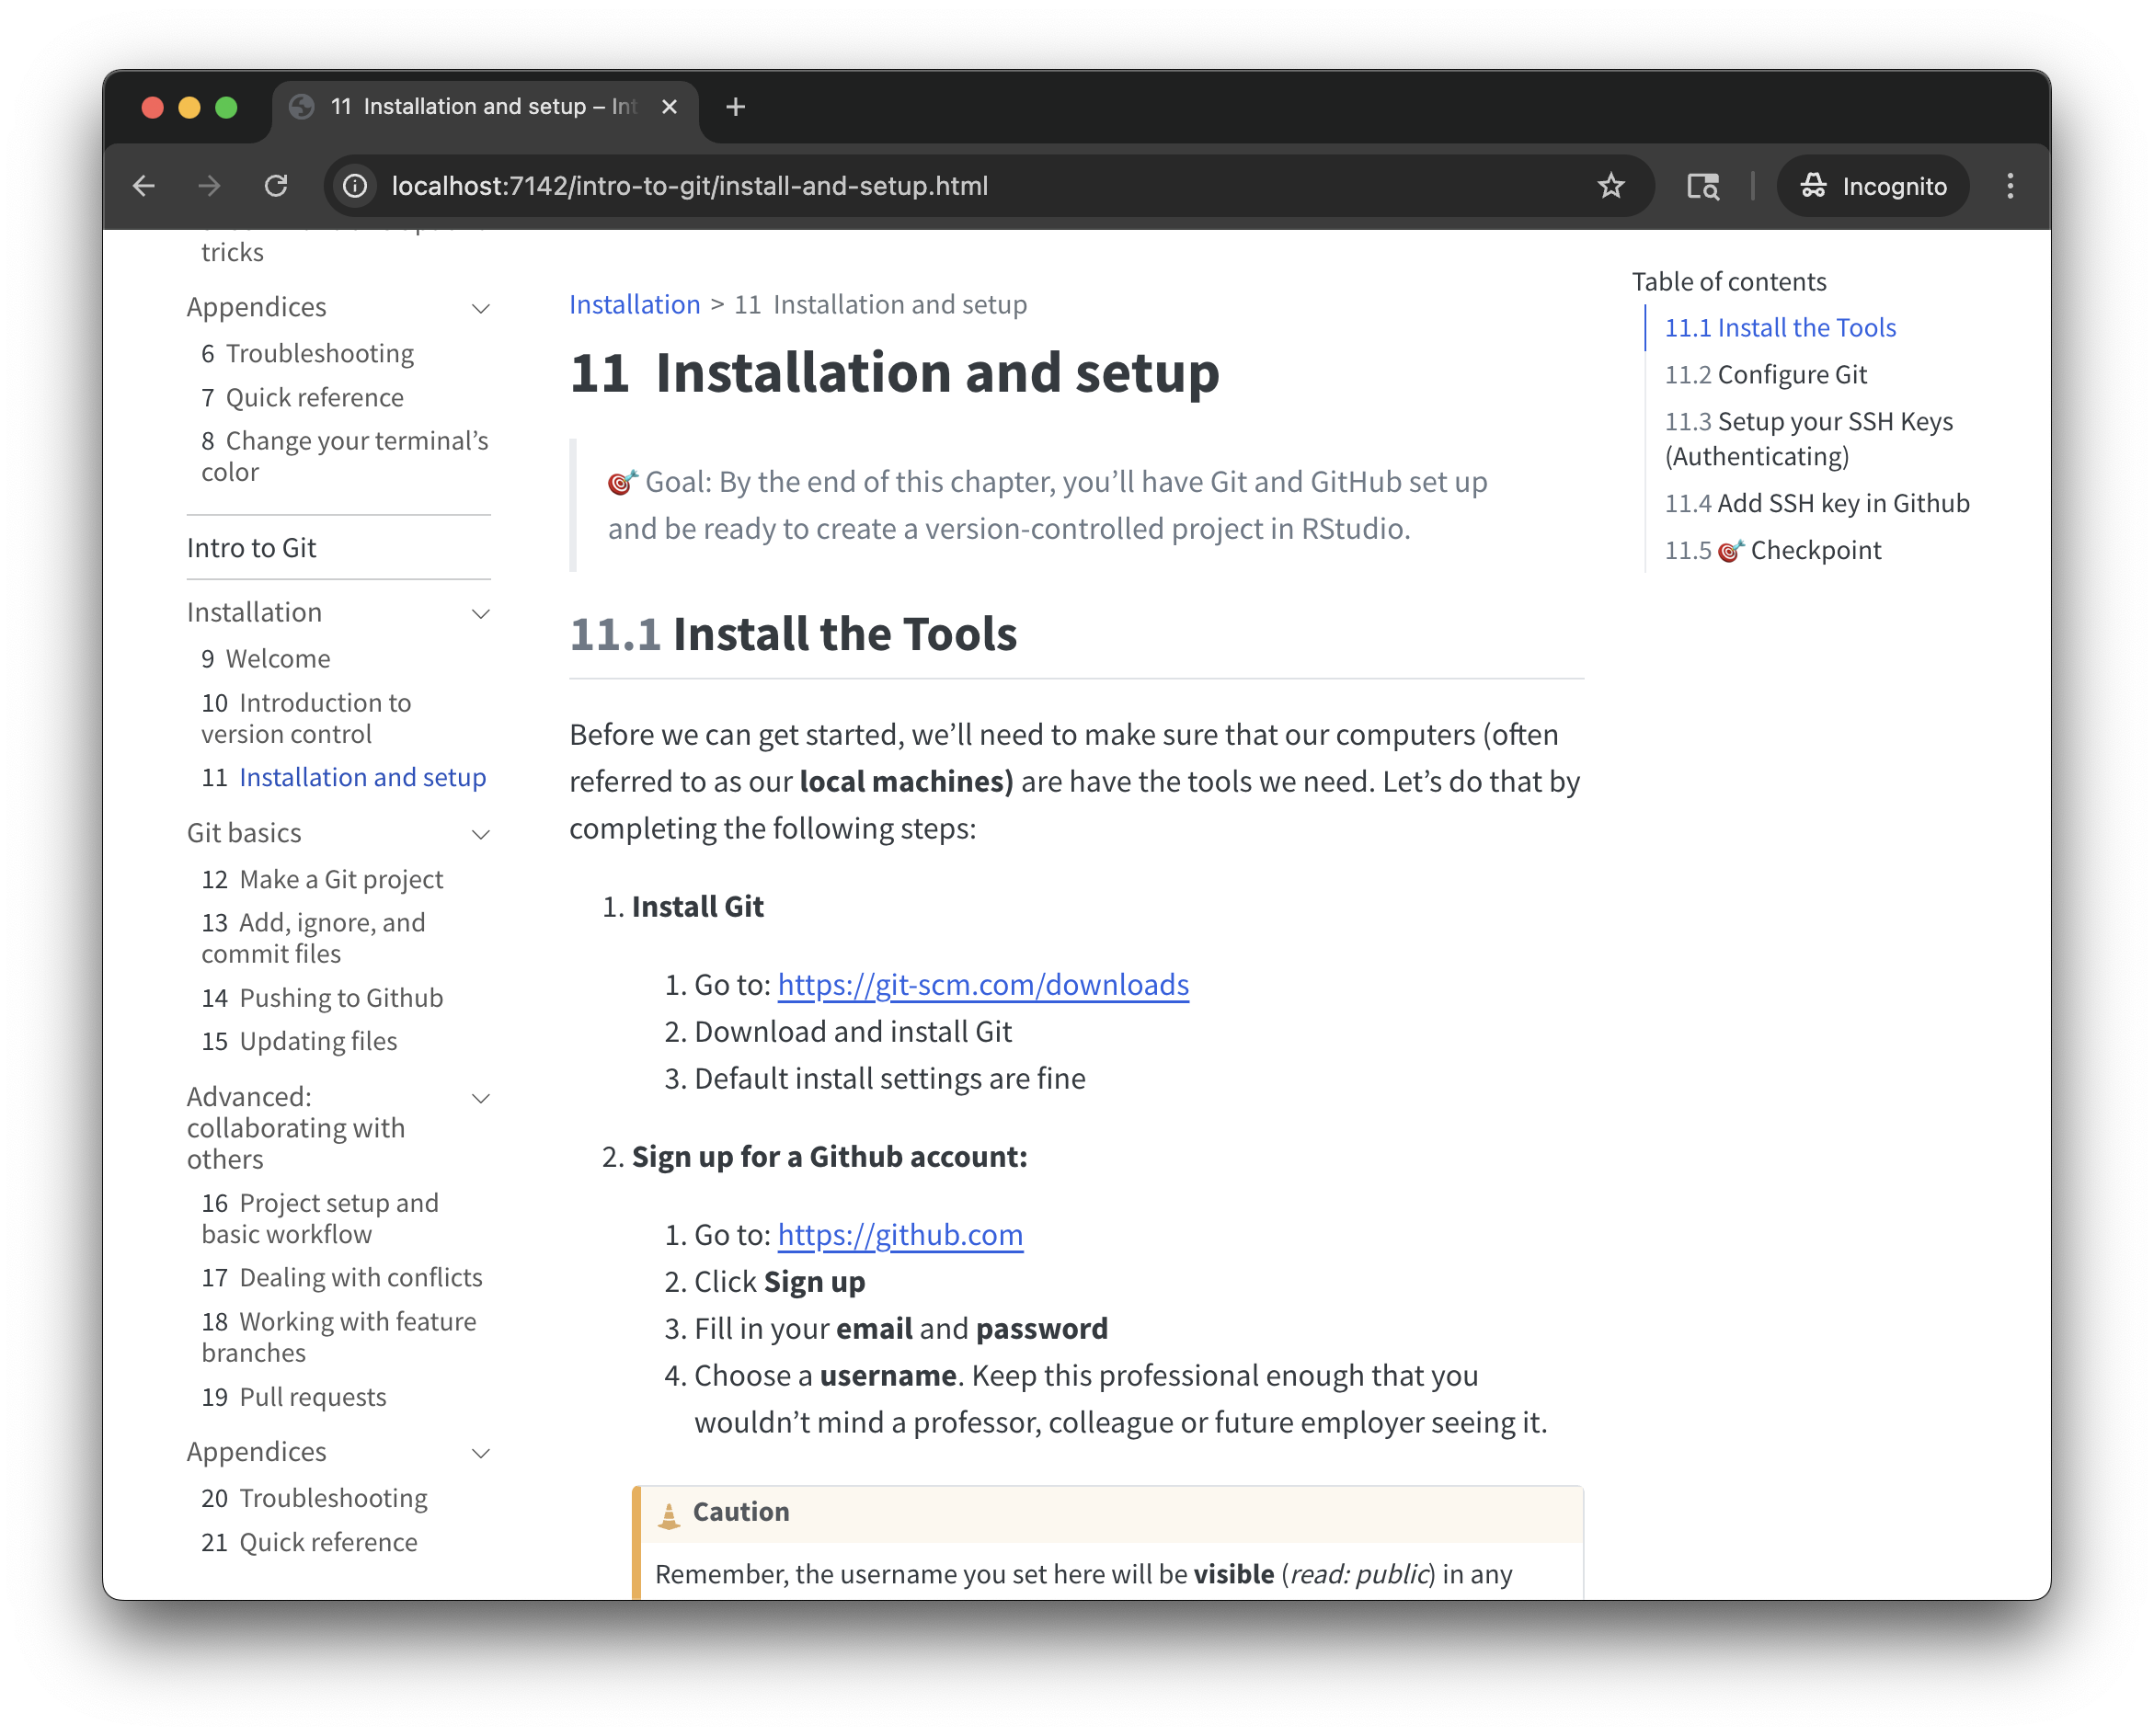 11 Installation and setup – Int
localhost:7142/intro-to-git/install-and-setup.html
Incognito
tricks
Appendices
6 Troubleshooting
7 Quick reference
8 Change your terminal’s
color
Intro to Git
Installation
9 Welcome
10 Introduction to
version control
11 Installation and setup
Git basics
12 Make a Git project
13 Add, ignore, and
commit files
14 Pushing to Github
15 Updating files
Advanced:
collaborating with
others
16 Project setup and
basic workflow
17 Dealing with conflicts
18 Working with feature
branches
19 Pull requests
Appendices
20 Troubleshooting
21 Quick reference
Installation > 11 Installation and setup
11 Installation and setup
🎯 Goal: By the end of this chapter, you’ll have Git and GitHub set up
and be ready to create a version-controlled project in RStudio.
11.1 Install the Tools
Before we can get started, we’ll need to make sure that our computers (often
referred to as our local machines) are have the tools we need. Let’s do that by
completing the following steps:
1. Install Git
1. Go to: https://git-scm.com/downloads
2. Download and install Git
3. Default install settings are fine
2. Sign up for a Github account:
1. Go to: https://github.com
2. Click Sign up
3. Fill in your email and password
4. Choose a username. Keep this professional enough that you
wouldn’t mind a professor, colleague or future employer seeing it.
Caution
Remember, the username you set here will be visible (read: public) in any
Table of contents
11.1 Install the Tools
11.2 Configure Git
11.3 Setup your SSH Keys
(Authenticating)
11.4 Add SSH key in Github
11.5 🎯 Checkpoint